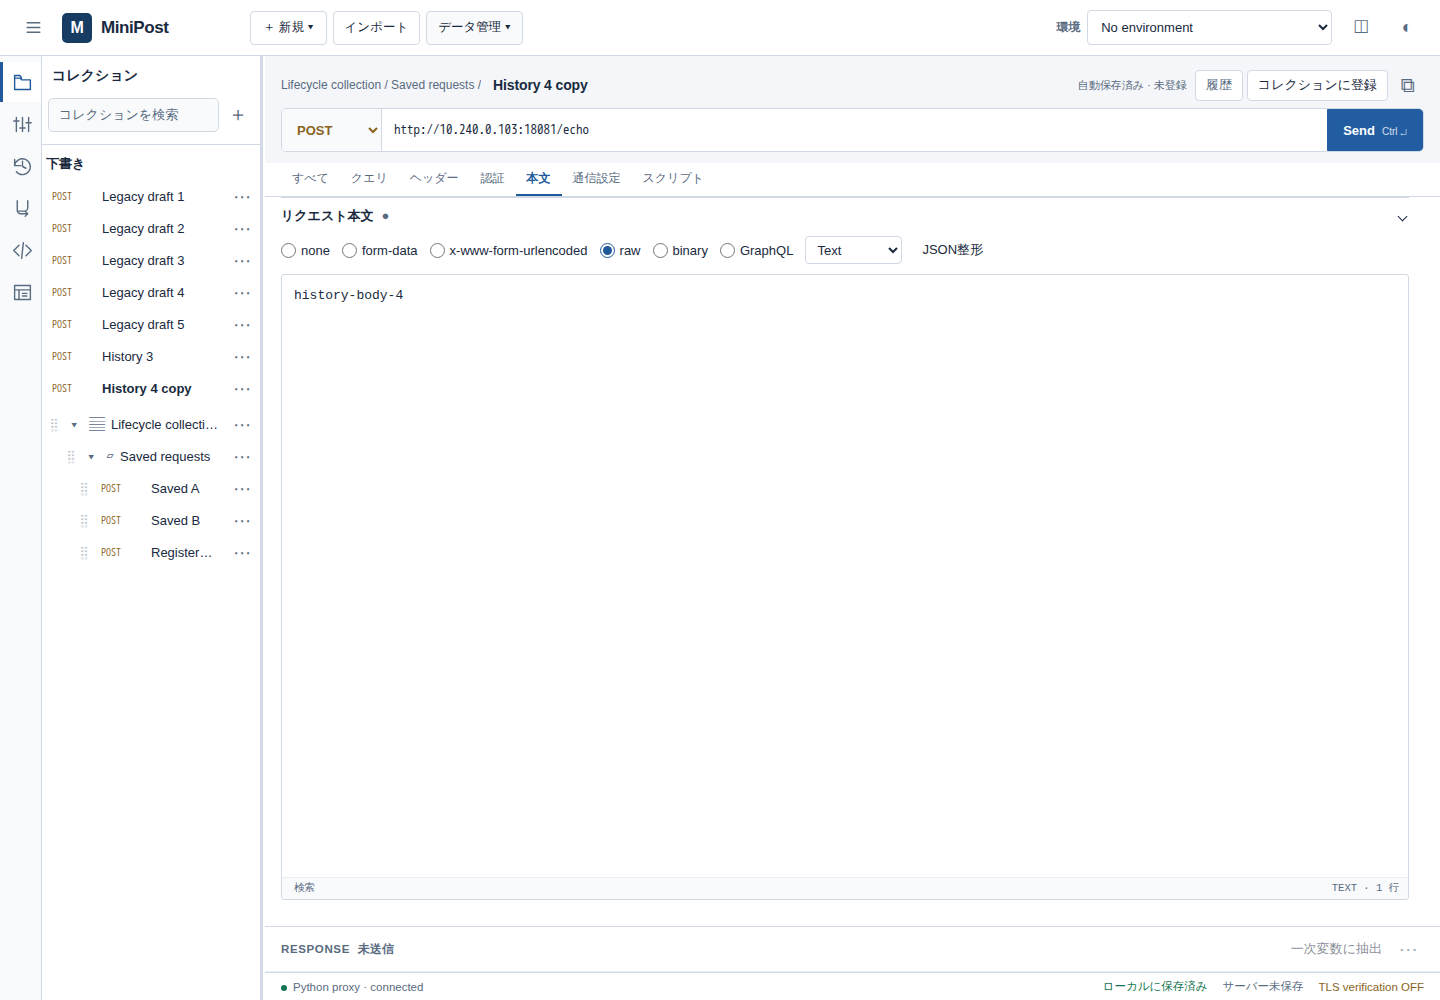 M MiniPost ＋ 新規 ▾ インポート データ管理 ▾ 環境 No environment
コレクション
コレクションを検索 ＋
下書き
POST Legacy draft 1 ···
POST Legacy draft 2 ···
POST Legacy draft 3 ···
POST Legacy draft 4 ···
POST Legacy draft 5 ···
POST History 3 ···
POST History 4 copy ···
Lifecycle collecti… ···
Saved requests ···
POST Saved A ···
POST Saved B ···
POST Register… ···
Lifecycle collection / Saved requests / History 4 copy 自動保存済み · 未登録 履歴 コレクションに登録
POST http://10.240.0.103:18081/echo Send Ctrl ↵
すべて クエリ ヘッダー 認証 本文 通信設定 スクリプト
リクエスト本文 ●
none form-data x-www-form-urlencoded raw binary GraphQL Text JSON整形
history-body-4
検索 TEXT · 1 行
RESPONSE 未送信 一次変数に抽出 ···
Python proxy · connected ローカルに保存済み サーバー未保存 TLS verification OFF